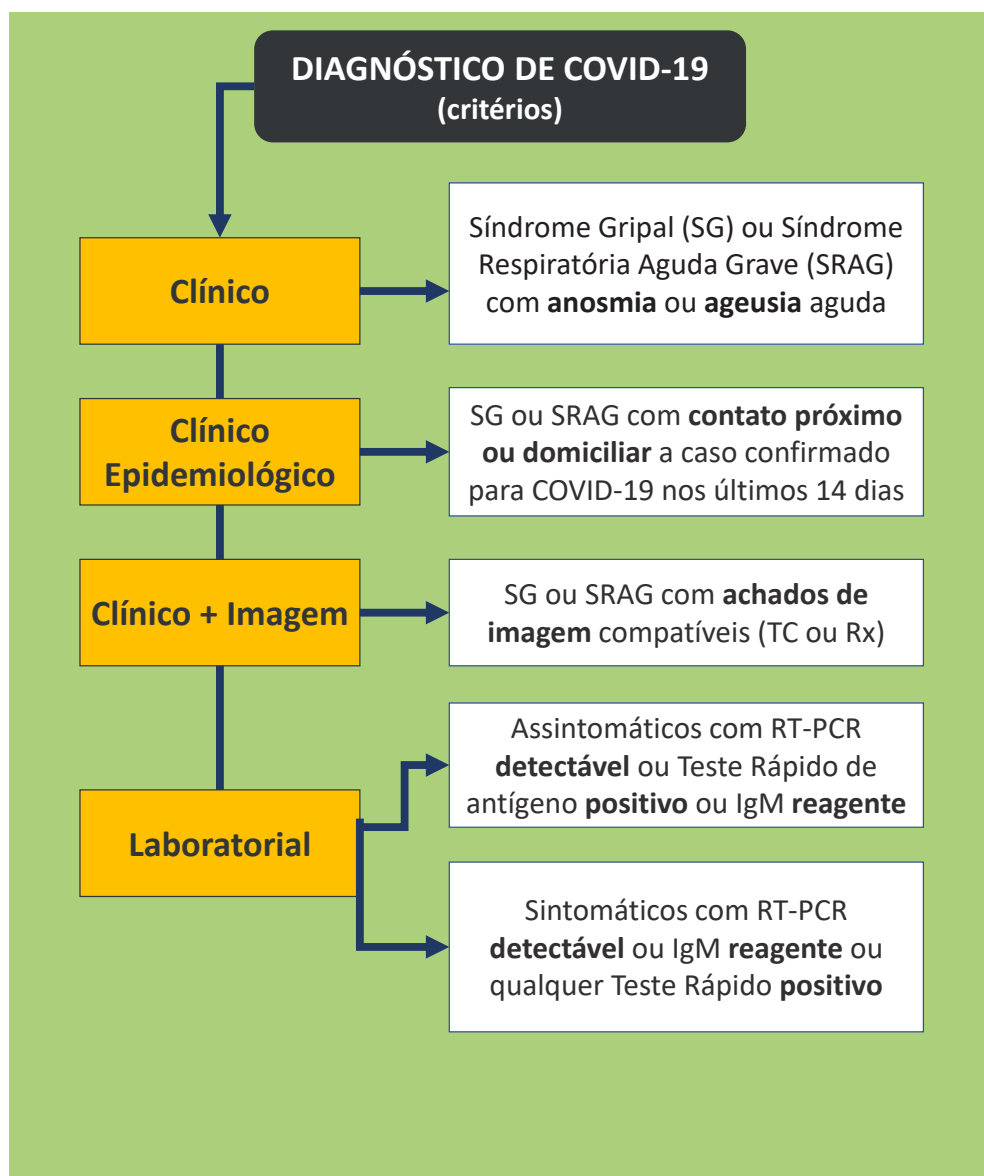 DIAGNÓSTICO DE COVID-19
(critérios)
Clínico
Síndrome Gripal (SG) ou Síndrome
Respiratória Aguda Grave (SRAG)
com anosmia ou ageusia aguda
Clínico
Epidemiológico
SG ou SRAG com contato próximo
ou domiciliar a caso confirmado
para COVID-19 nos últimos 14 dias
Clínico + Imagem
SG ou SRAG com achados de
imagem compatíveis (TC ou Rx)
Laboratorial
Assintomáticos com RT-PCR
detectável ou Teste Rápido de
antígeno positivo ou IgM reagente
Sintomáticos com RT-PCR
detectável ou IgM reagente ou
qualquer Teste Rápido positivo